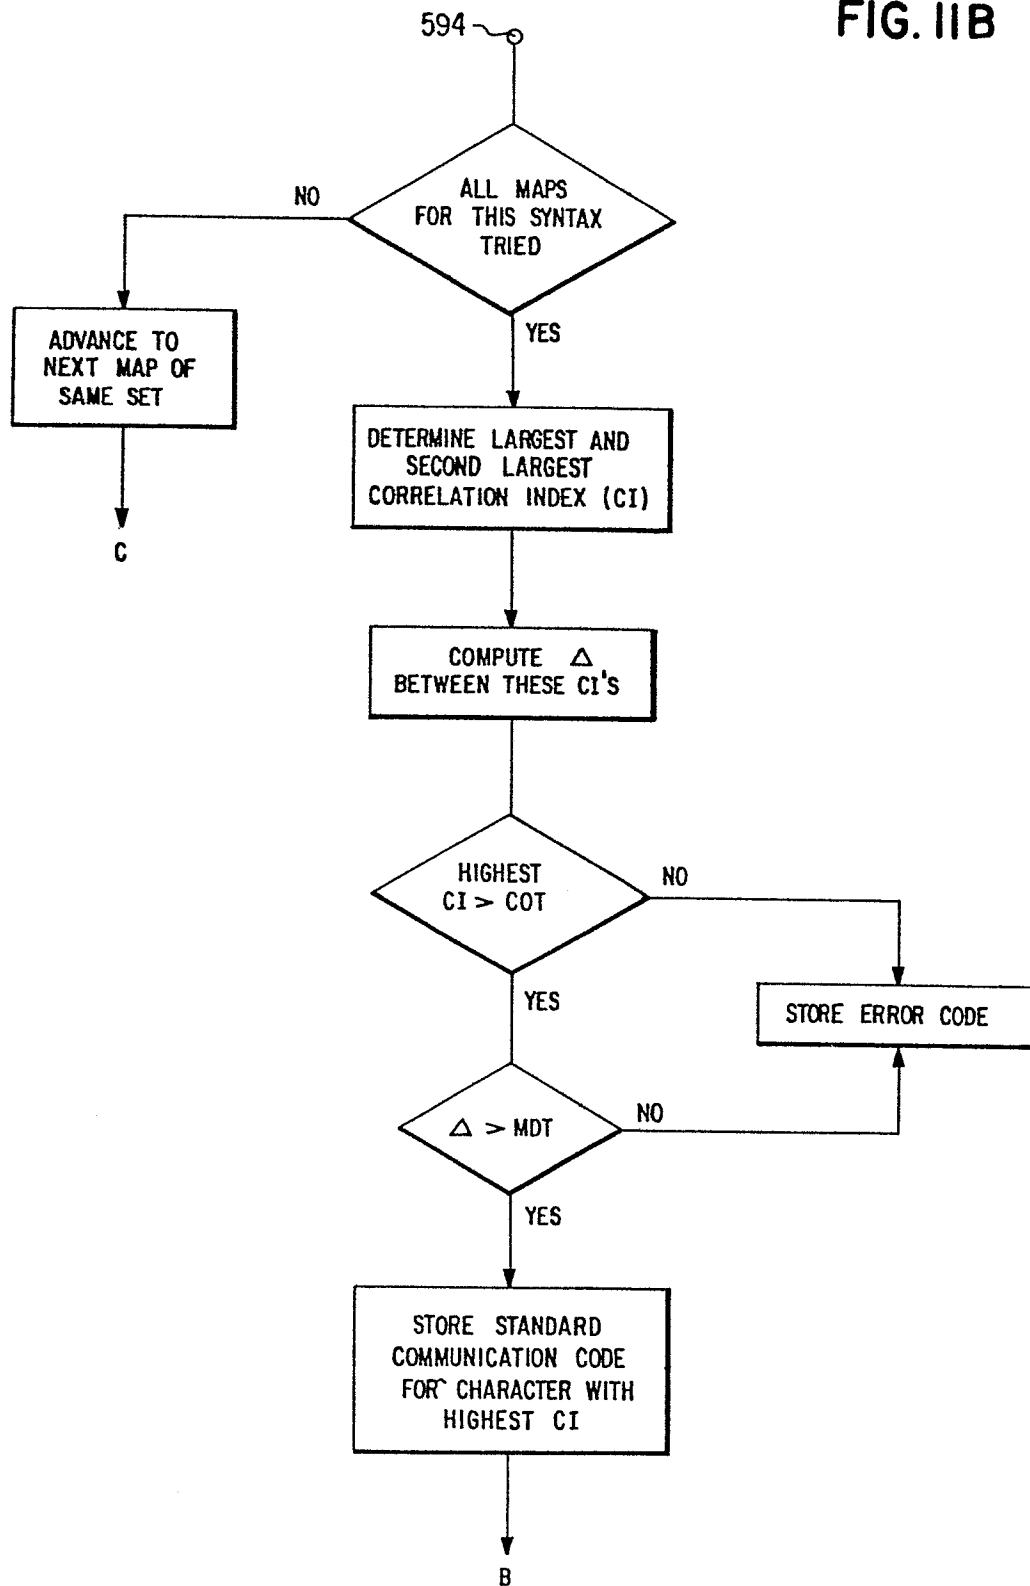 FIG. 11B
594
ALL MAPS
FOR THIS SYNTAX
TRIED
NO
YES
ADVANCE TO
NEXT MAP OF
SAME SET
C
DETERMINE LARGEST AND
SECOND LARGEST
CORRELATION INDEX (CI)
COMPUTE Δ
BETWEEN THESE CI'S
HIGHEST
CI > COT
NO
YES
STORE ERROR CODE
Δ > MDT
NO
YES
STORE STANDARD
COMMUNICATION CODE
FOR CHARACTER WITH
HIGHEST CI
B